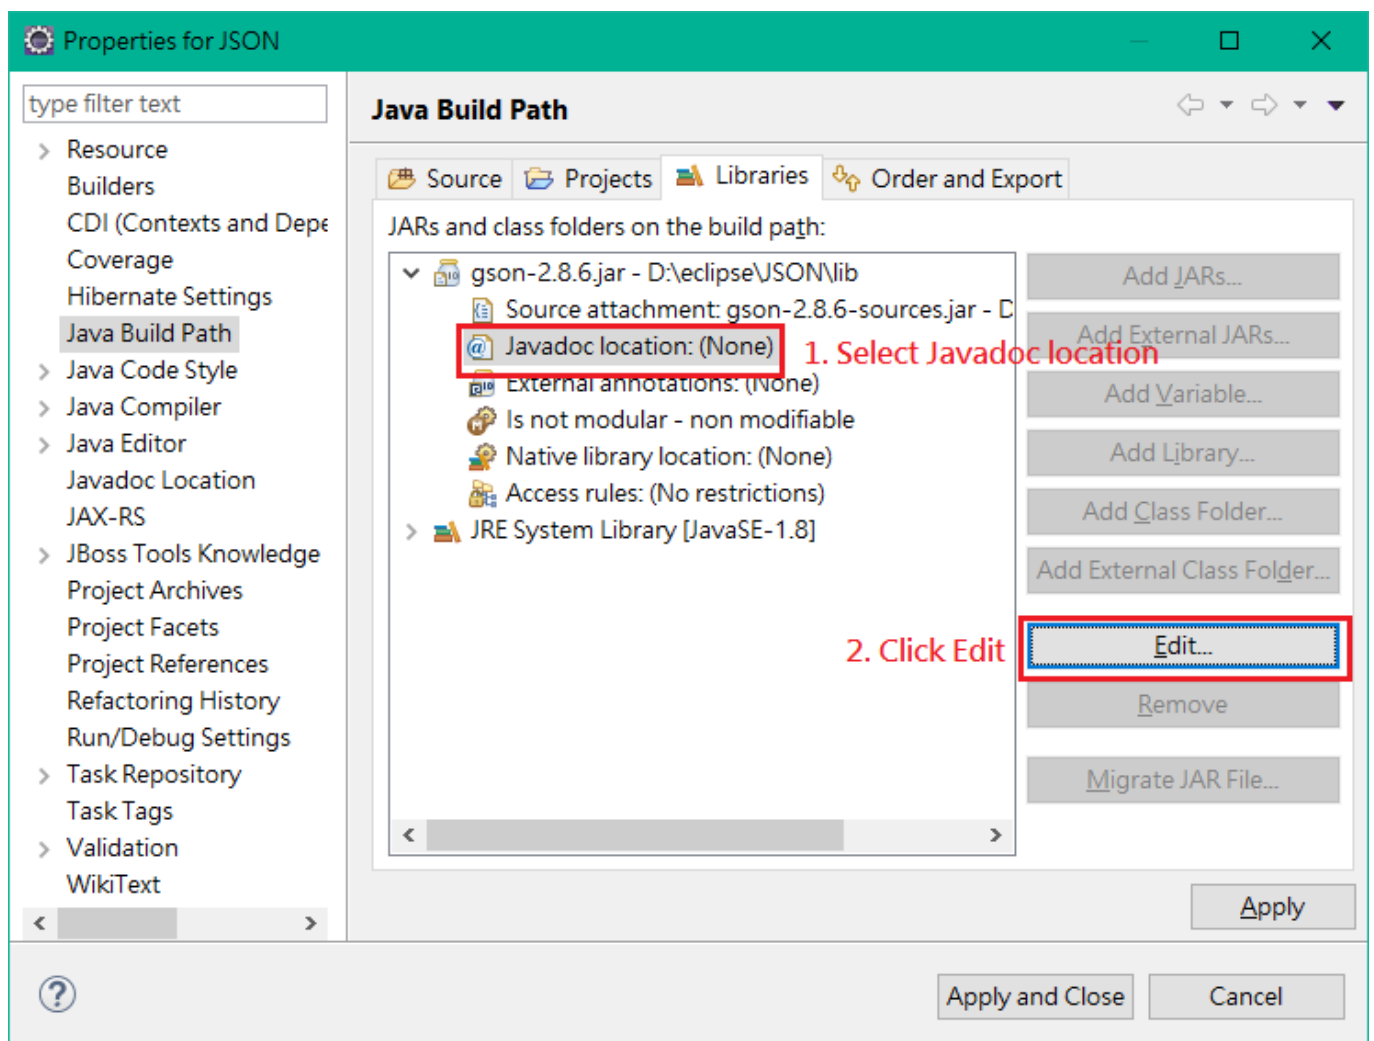 Properties for JSON
type filter text
Resource
Builders
CDI (Contexts and Depe
Coverage
Hibernate Settings
Java Build Path
Java Code Style
Java Compiler
Java Editor
Javadoc Location
JAX-RS
JBoss Tools Knowledge
Project Archives
Project Facets
Project References
Refactoring History
Run/Debug Settings
Task Repository
Task Tags
Validation
WikiText
Java Build Path
Source Projects Libraries Order and Export
JARs and class folders on the build path:
gson-2.8.6.jar - D:\eclipse\JSON\lib
Source attachment: gson-2.8.6-sources.jar - D
Javadoc location: (None)
1. Select Javadoc location
External annotations: (None)
Is not modular - non modifiable
Native library location: (None)
Access rules: (No restrictions)
JRE System Library [JavaSE-1.8]
Add JARs...
Add External JARs...
Add Variable...
Add Library...
Add Class Folder...
Add External Class Folder...
2. Click Edit
Edit...
Remove
Migrate JAR File...
Apply
Apply and Close
Cancel